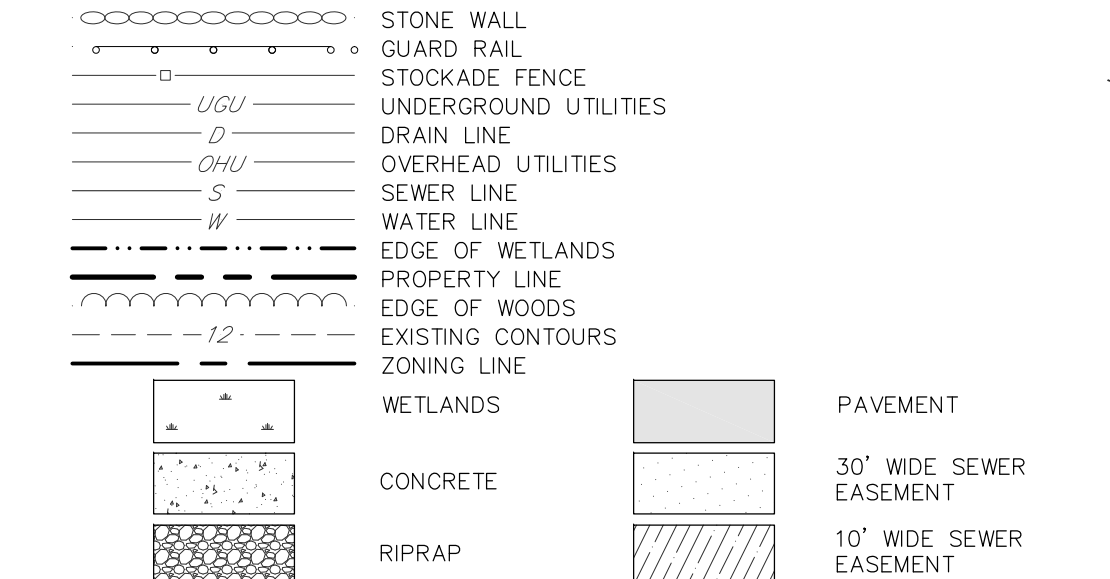 STONE WALL
GUARD RAIL
STOCKADE FENCE
UGU UNDERGROUND UTILITIES
D DRAIN LINE
OHU OVERHEAD UTILITIES
S SEWER LINE
W WATER LINE
EDGE OF WETLANDS
PROPERTY LINE
EDGE OF WOODS
12 EXISTING CONTOURS
ZONING LINE
WETLANDS
PAVEMENT
CONCRETE
30' WIDE SEWER
EASEMENT
RIPRAP
10' WIDE SEWER
EASEMENT